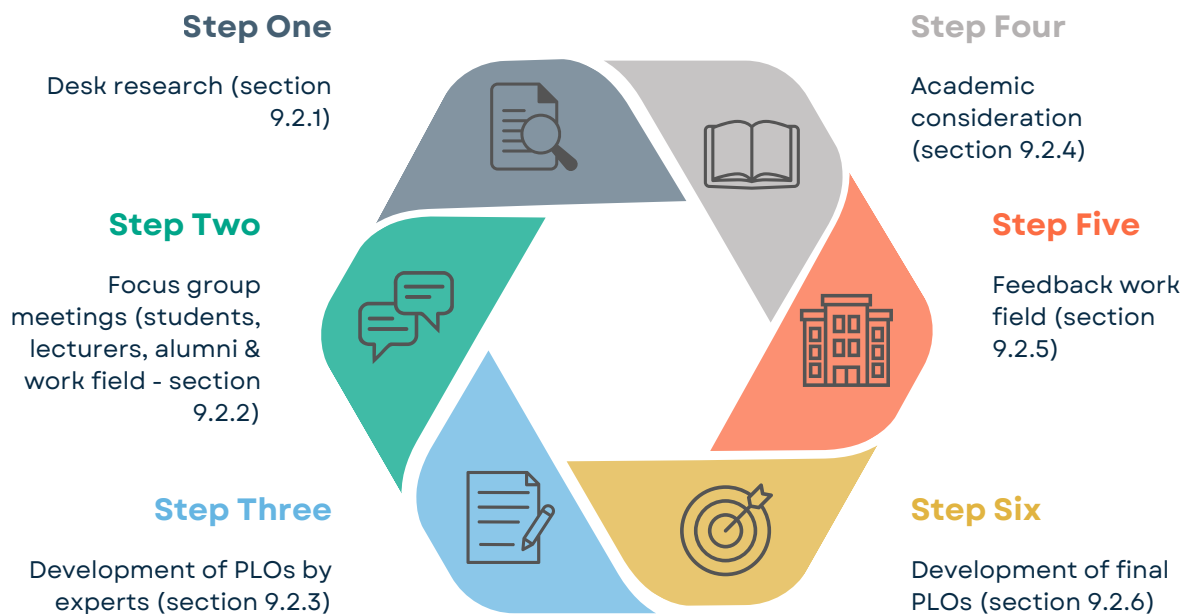 Step One
Desk research (section
9.2.1)
Step Two
Focus group
meetings (students,
lecturers, alumni &
work field - section
9.2.2)
Step Three
Development of PLOs by
experts (section 9.2.3)
Step Four
Academic
consideration
(section 9.2.4)
Step Five
Feedback work
field (section
9.2.5)
Step Six
Development of final
PLOs (section 9.2.6)